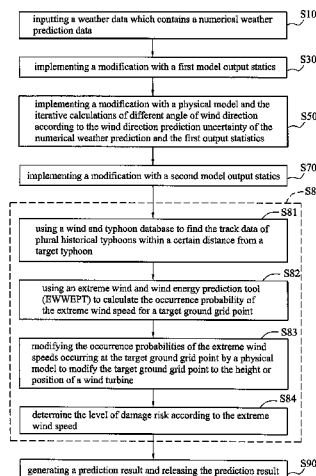 S10
inputting a weather data which contains a numerical weather
prediction data
S30
implementing a modification with a first model output statics
S50
implementing a modification with a physical model and the
iterative calculations of different angle of wind direction
according to the wind direction prediction uncertainty of the
numerical weather prediction and the first output statistics
S70
implementing a modification with a second model output statics
S8
S81
using a wind and typhoon database to find the track data of
plural historical typhoons within a certain distance from a
target typhoon
S82
using an extreme wind and wind energy prediction tool
(EWWEPT) to calculate the occurrence probability of
the extreme wind speed for a target ground grid point
S83
modifying the occurrence probabilities of the extreme wind
speeds occurring at the target ground grid point by a physical
model to modify the target ground grid point to the height or
position of a wind turbine
S84
determine the level of damage risk according to the extreme
wind speed
S90
generating a prediction result and releasing the prediction result